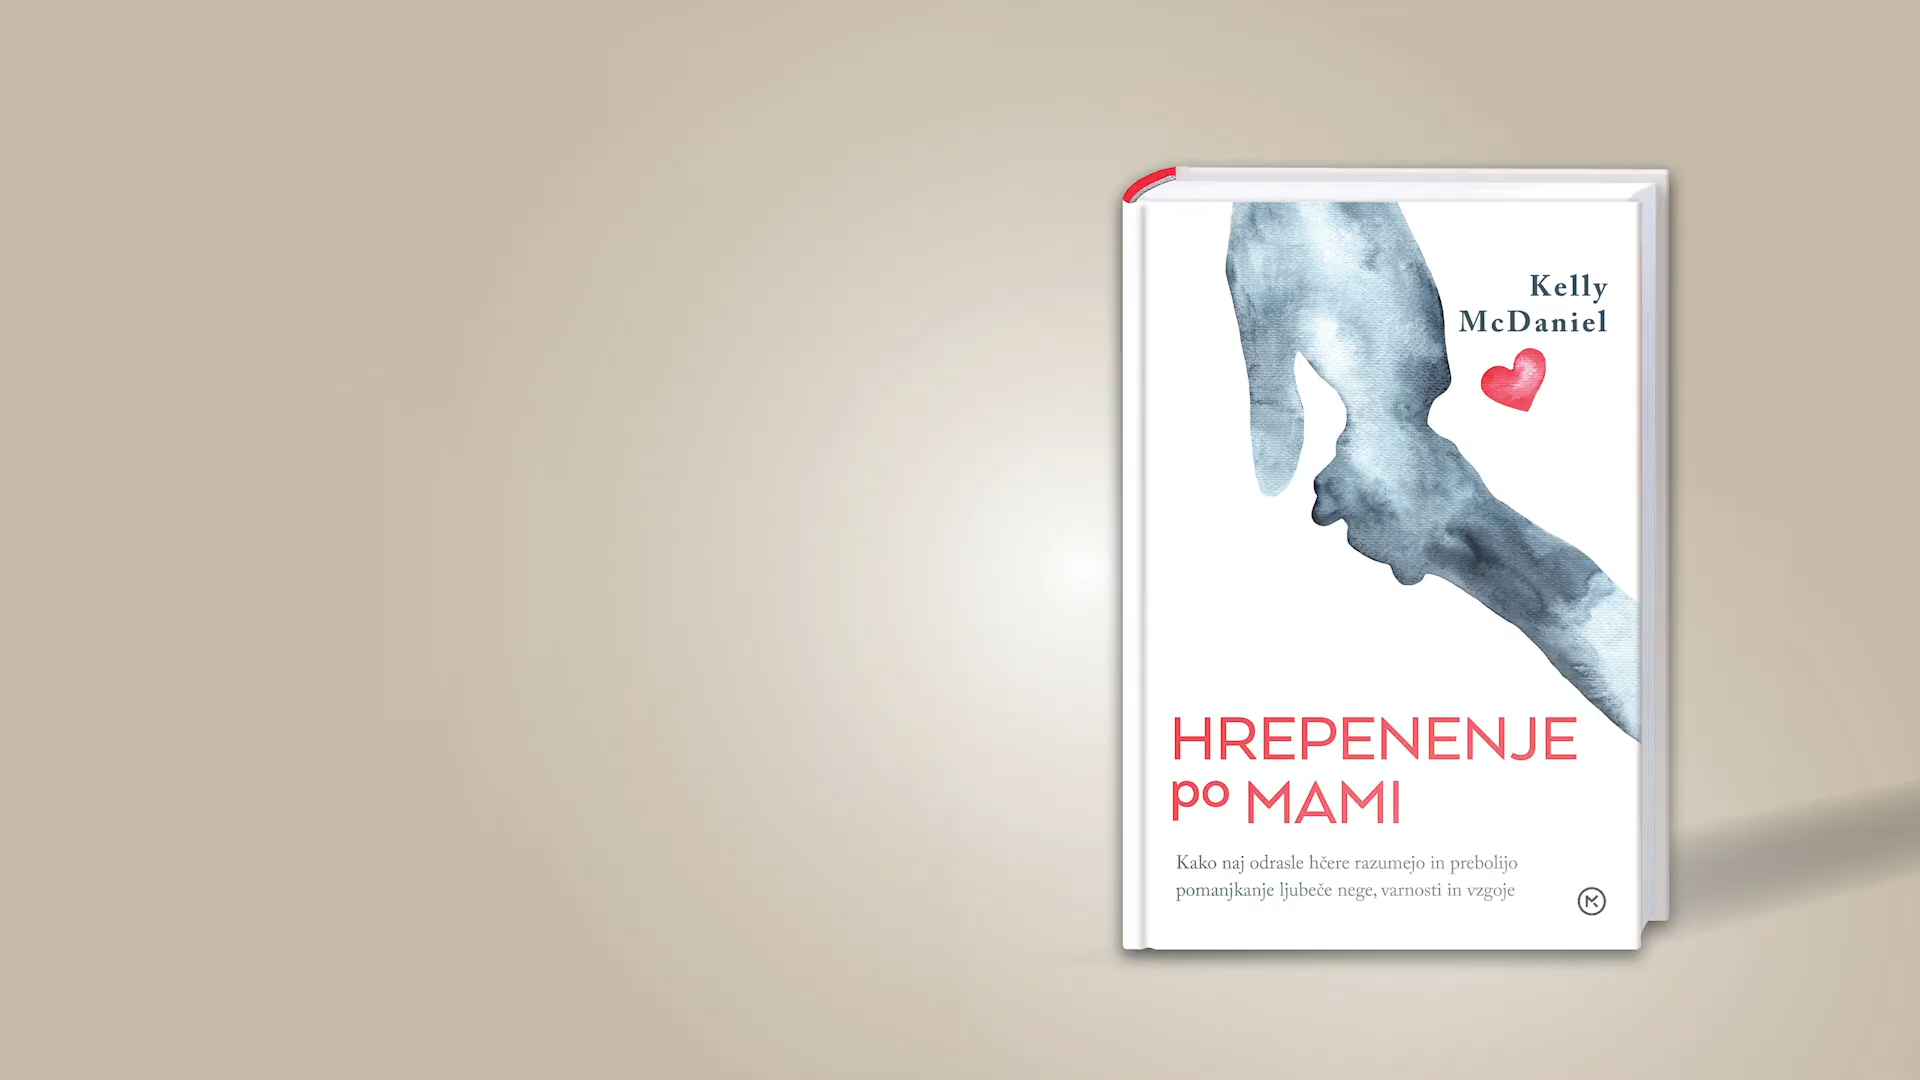 Kelly
McDaniel
HREPENENJE
po MAMI
Kako naj odrasle hčere razumejo in prebolijo
pomanjkanje ljubeče nege, varnosti in vzgoje